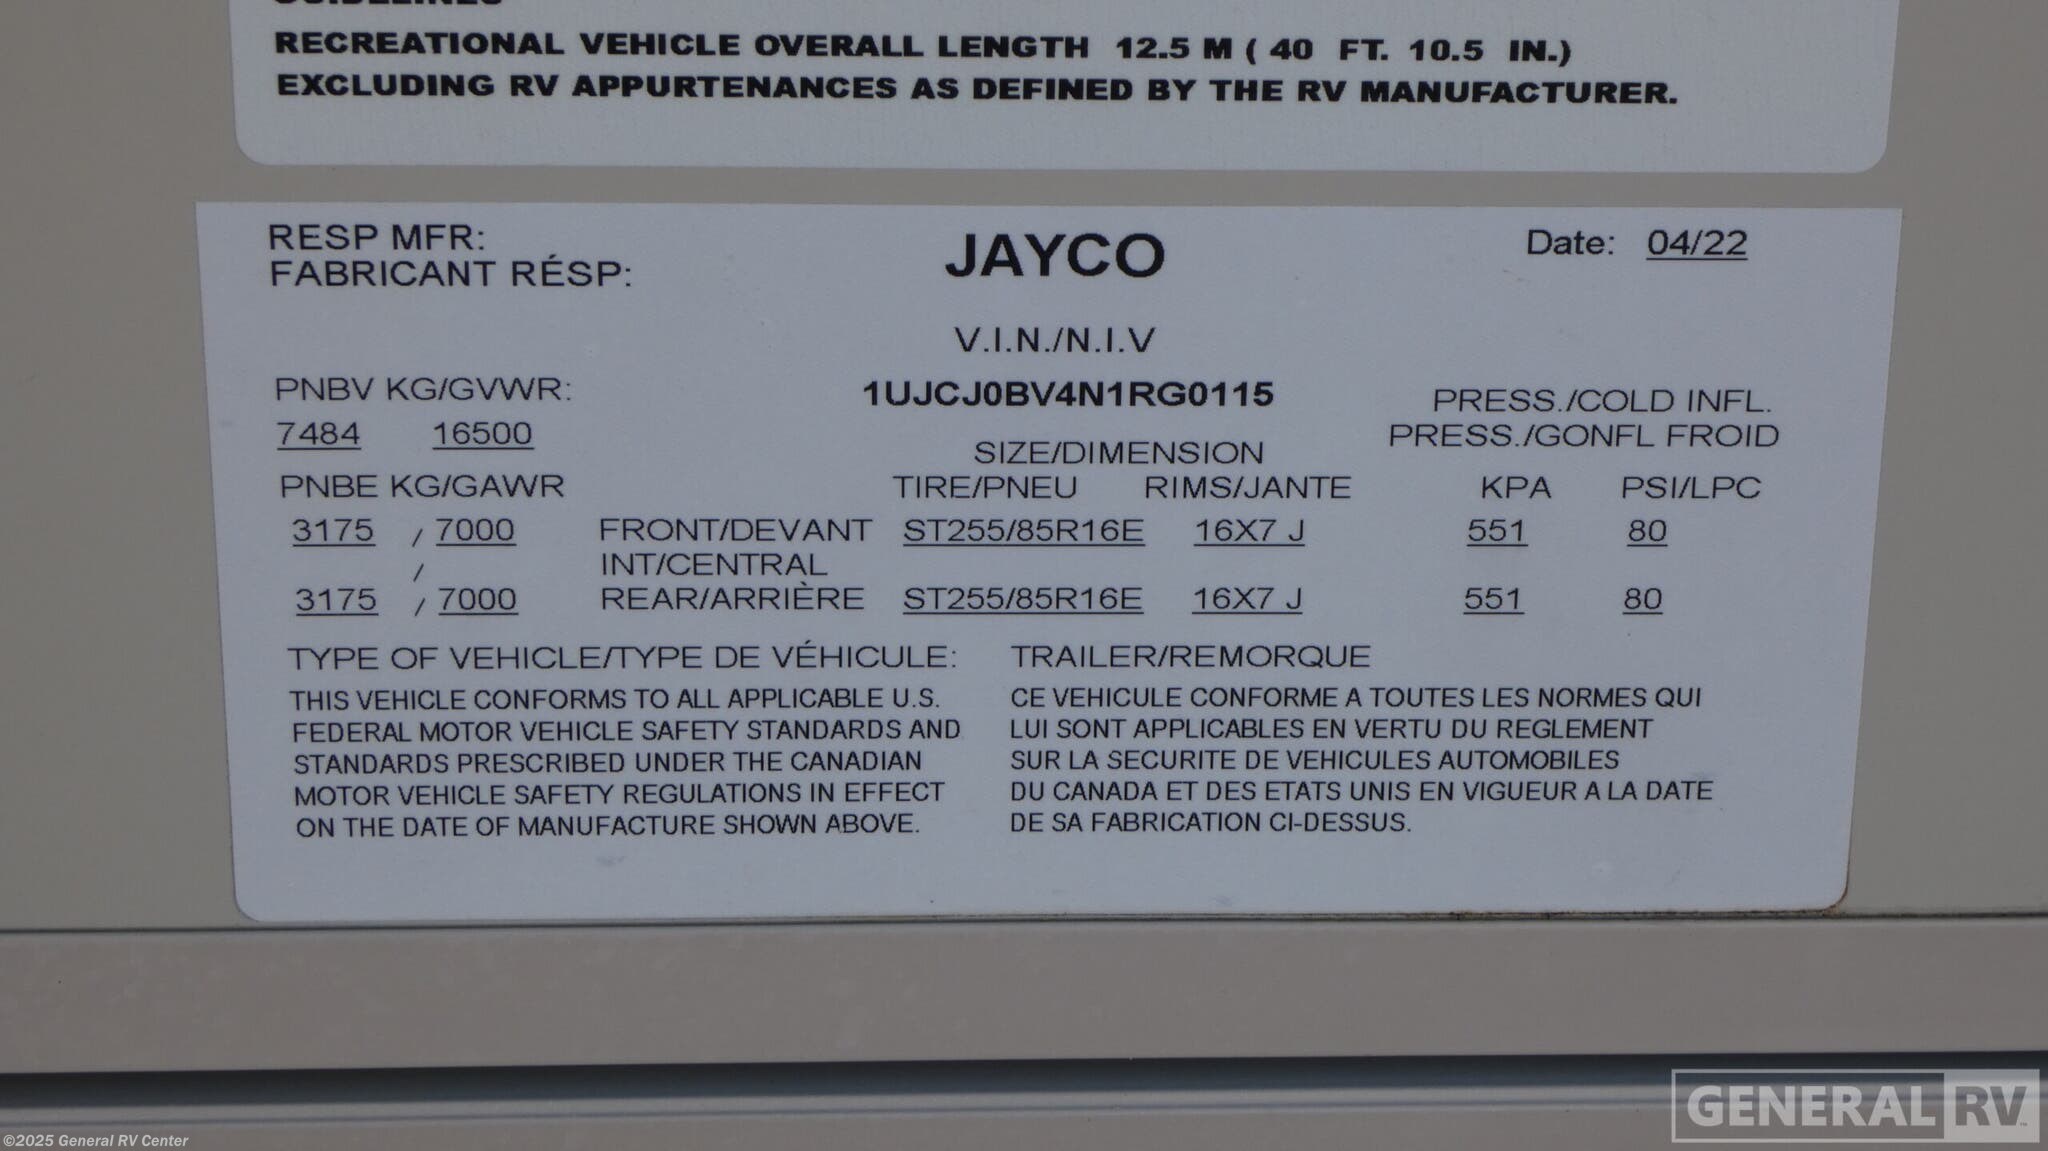 GUIDELINES
RECREATIONAL VEHICLE OVERALL LENGTH 12.5 M ( 40 FT. 10.5 IN.)
EXCLUDING RV APPURTENANCES AS DEFINED BY THE RV MANUFACTURER.
RESP MFR: JAYCO Date: 04/22
FABRICANT RÉSP:
V.I.N./N.I.V
PNBV KG/GVWR: 1UJCJ0BV4N1RG0115 PRESS./COLD INFL.
7484 16500 PRESS./GONFL FROID
SIZE/DIMENSION
PNBE KG/GAWR TIRE/PNEU RIMS/JANTE KPA PSI/LPC
3175 / 7000 FRONT/DEVANT ST255/85R16E 16X7 J 551 80
/ INT/CENTRAL
3175 / 7000 REAR/ARRIÈRE ST255/85R16E 16X7 J 551 80
TYPE OF VEHICLE/TYPE DE VÉHICULE: TRAILER/REMORQUE
THIS VEHICLE CONFORMS TO ALL APPLICABLE U.S.
FEDERAL MOTOR VEHICLE SAFETY STANDARDS AND
STANDARDS PRESCRIBED UNDER THE CANADIAN
MOTOR VEHICLE SAFETY REGULATIONS IN EFFECT
ON THE DATE OF MANUFACTURE SHOWN ABOVE.
CE VEHICULE CONFORME A TOUTES LES NORMES QUI
LUI SONT APPLICABLES EN VERTU DU REGLEMENT
SUR LA SECURITE DE VEHICULES AUTOMOBILES
DU CANADA ET DES ETATS UNIS EN VIGUEUR A LA DATE
DE SA FABRICATION CI-DESSUS.
GENERAL RV
©2025 General RV Center